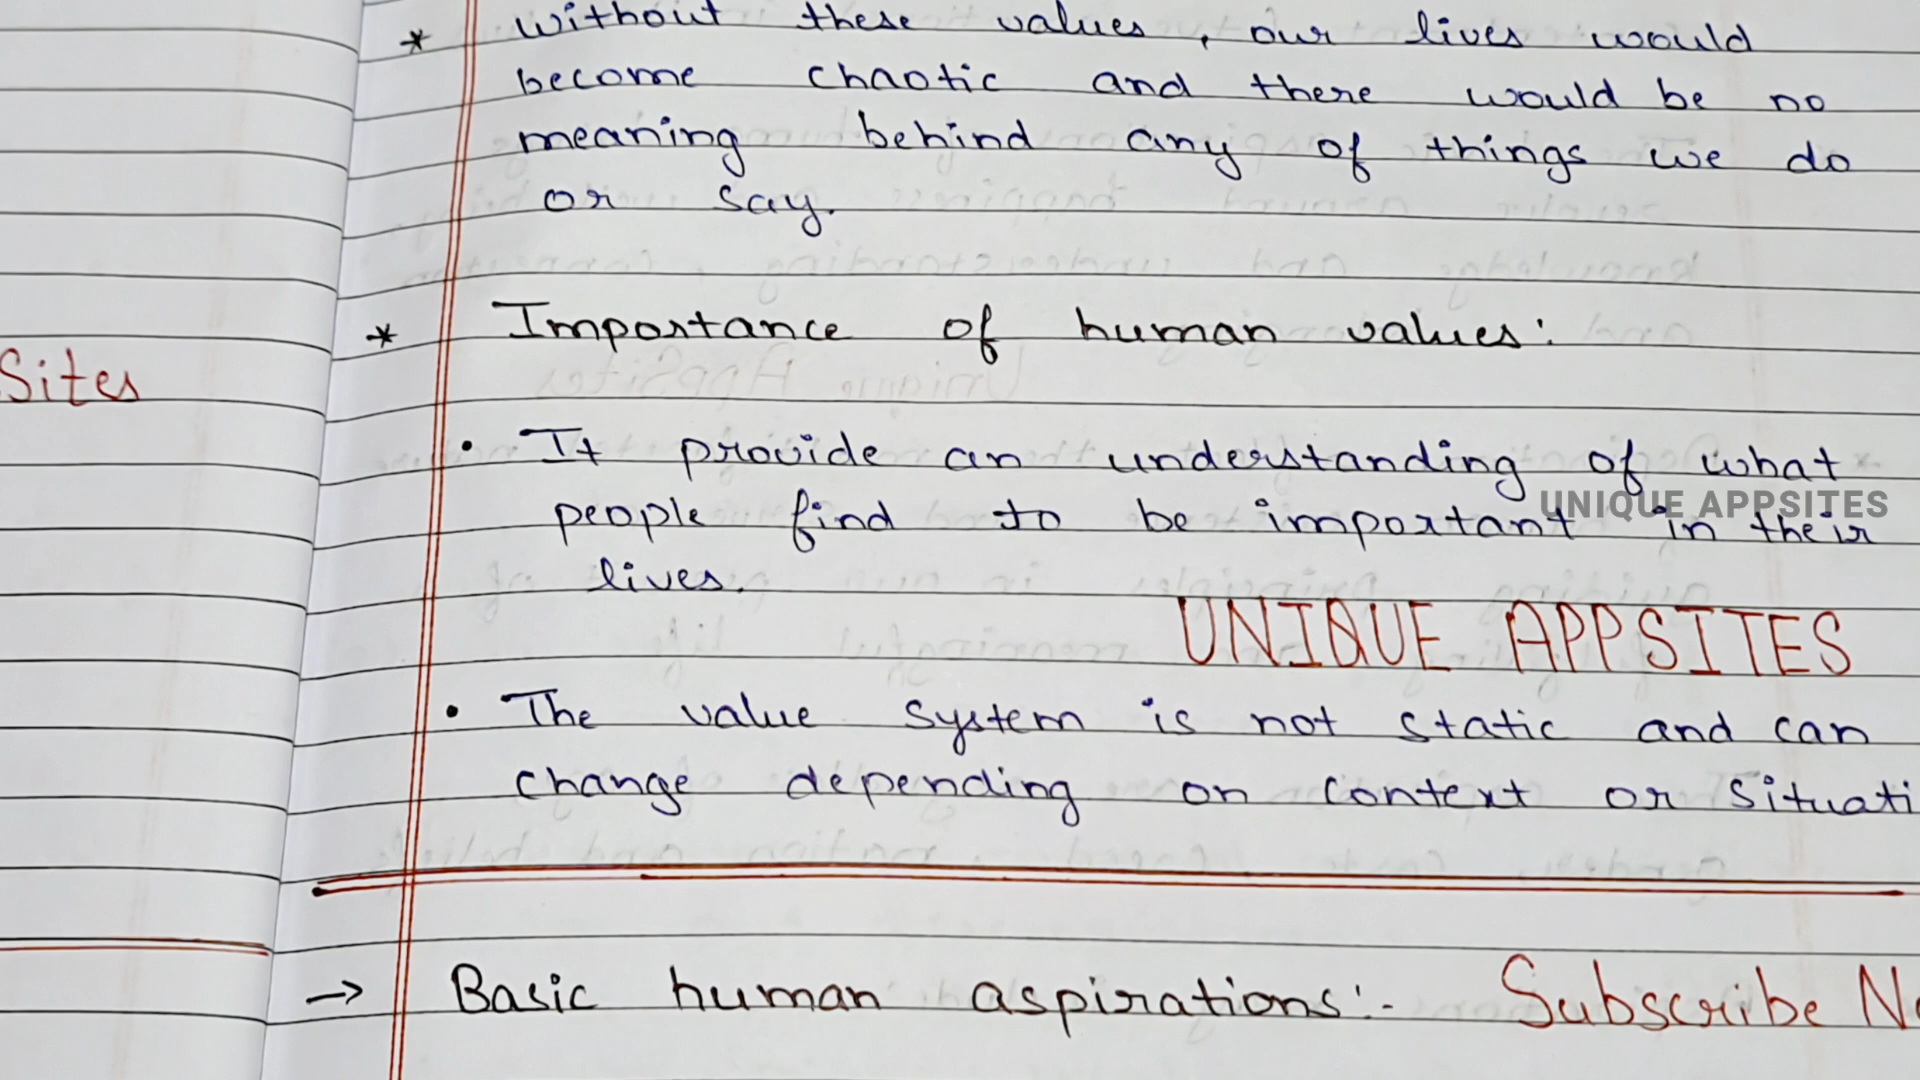 * without these values, our lives would
become chaotic and there would be no
meaning behind any of things we do
or say.
* Importance of human values:
Sites
• It provide an understanding of what
people find to be important in their
UNIQUE APPSITES
lives.
UNIQUE APPSITES
• The value system is not static and can
change depending on context or situati
→ Basic human aspirations:- Subscribe No